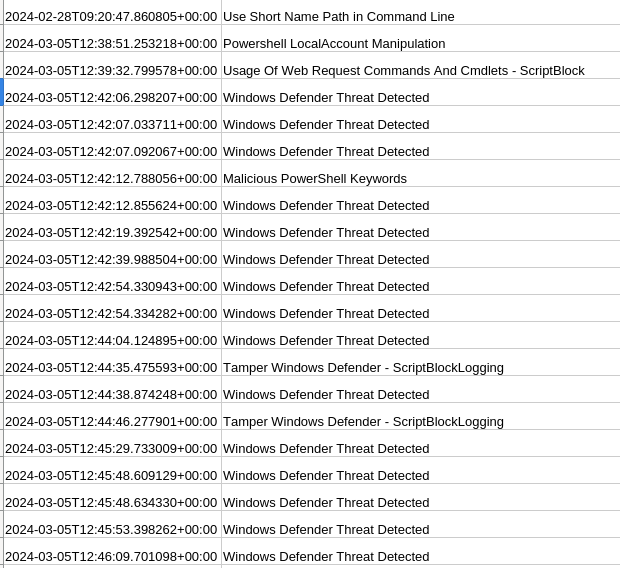 2024-02-28T09:20:47.860805+00:00 Use Short Name Path in Command Line
2024-03-05T12:38:51.253218+00:00 Powershell LocalAccount Manipulation
2024-03-05T12:39:32.799578+00:00 Usage Of Web Request Commands And Cmdlets - ScriptBlock
2024-03-05T12:42:06.298207+00:00 Windows Defender Threat Detected
2024-03-05T12:42:07.033711+00:00 Windows Defender Threat Detected
2024-03-05T12:42:07.092067+00:00 Windows Defender Threat Detected
2024-03-05T12:42:12.788056+00:00 Malicious PowerShell Keywords
2024-03-05T12:42:12.855624+00:00 Windows Defender Threat Detected
2024-03-05T12:42:19.392542+00:00 Windows Defender Threat Detected
2024-03-05T12:42:39.988504+00:00 Windows Defender Threat Detected
2024-03-05T12:42:54.330943+00:00 Windows Defender Threat Detected
2024-03-05T12:42:54.334282+00:00 Windows Defender Threat Detected
2024-03-05T12:44:04.124895+00:00 Windows Defender Threat Detected
2024-03-05T12:44:35.475593+00:00 Tamper Windows Defender - ScriptBlockLogging
2024-03-05T12:44:38.874248+00:00 Windows Defender Threat Detected
2024-03-05T12:44:46.277901+00:00 Tamper Windows Defender - ScriptBlockLogging
2024-03-05T12:45:29.733009+00:00 Windows Defender Threat Detected
2024-03-05T12:45:48.609129+00:00 Windows Defender Threat Detected
2024-03-05T12:45:48.634330+00:00 Windows Defender Threat Detected
2024-03-05T12:45:53.398262+00:00 Windows Defender Threat Detected
2024-03-05T12:46:09.701098+00:00 Windows Defender Threat Detected